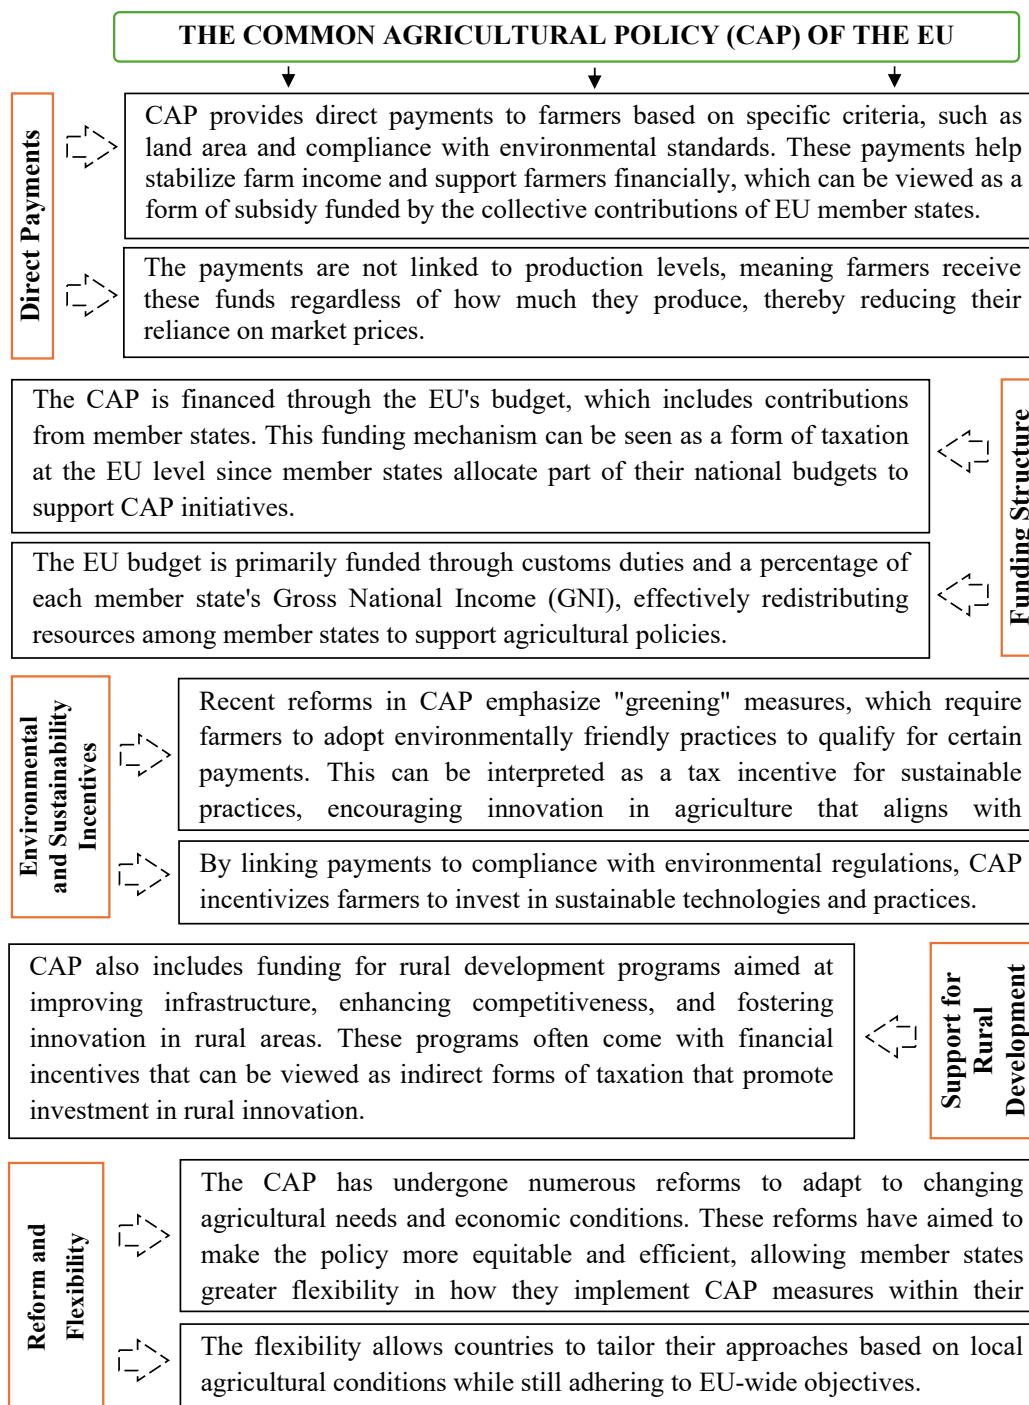 THE COMMON AGRICULTURAL POLICY (CAP) OF THE EU
Direct Payments
CAP provides direct payments to farmers based on specific criteria, such as
land area and compliance with environmental standards. These payments help
stabilize farm income and support farmers financially, which can be viewed as a
form of subsidy funded by the collective contributions of EU member states.
The payments are not linked to production levels, meaning farmers receive
these funds regardless of how much they produce, thereby reducing their
reliance on market prices.
The CAP is financed through the EU's budget, which includes contributions
from member states. This funding mechanism can be seen as a form of taxation
at the EU level since member states allocate part of their national budgets to
support CAP initiatives.
The EU budget is primarily funded through customs duties and a percentage of
each member state's Gross National Income (GNI), effectively redistributing
resources among member states to support agricultural policies.
Funding Structure
Environmental
and Sustainability
Incentives
Recent reforms in CAP emphasize "greening" measures, which require
farmers to adopt environmentally friendly practices to qualify for certain
payments. This can be interpreted as a tax incentive for sustainable
practices, encouraging innovation in agriculture that aligns with
By linking payments to compliance with environmental regulations, CAP
incentivizes farmers to invest in sustainable technologies and practices.
CAP also includes funding for rural development programs aimed at
improving infrastructure, enhancing competitiveness, and fostering
innovation in rural areas. These programs often come with financial
incentives that can be viewed as indirect forms of taxation that promote
investment in rural innovation.
Support for
Rural
Development
Reform and
Flexibility
The CAP has undergone numerous reforms to adapt to changing
agricultural needs and economic conditions. These reforms have aimed to
make the policy more equitable and efficient, allowing member states
greater flexibility in how they implement CAP measures within their
The flexibility allows countries to tailor their approaches based on local
agricultural conditions while still adhering to EU-wide objectives.